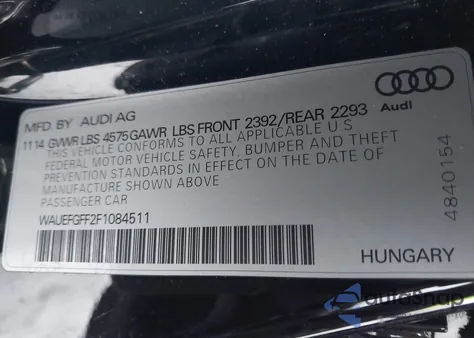 MFD. BY AUDI AG
11 14 GVWR LBS 4575 GAWR LBS FRONT 2392/REAR 2293
THIS VEHICLE CONFORMS TO ALL APPLICABLE U.S
FEDERAL MOTOR VEHICLE SAFETY, BUMPER AND THEFT
PREVENTION STANDARDS IN EFFECT ON THE DATE OF
MANUFACTURE SHOWN ABOVE
PASSENGER CAR
WAUEFGFF2F1084511
Audi
4840154
HUNGARY